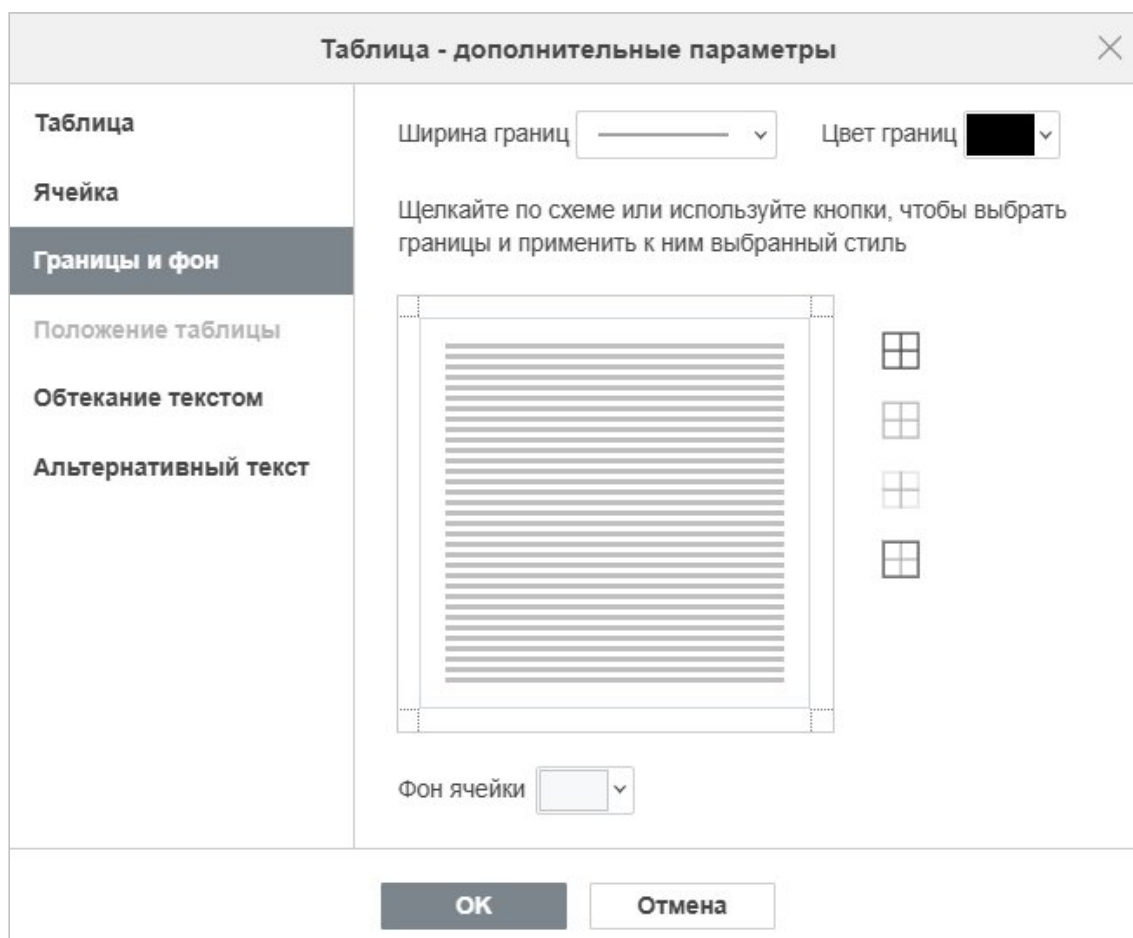 Таблица - дополнительные параметры
Таблица
Ячейка
Границы и фон
Положение таблицы
Обтекание текстом
Альтернативный текст
Ширина границ
Цвет границ
Щелкайте по схеме или используйте кнопки, чтобы выбрать
границы и применить к ним выбранный стиль
Фон ячейки
OK
Отмена